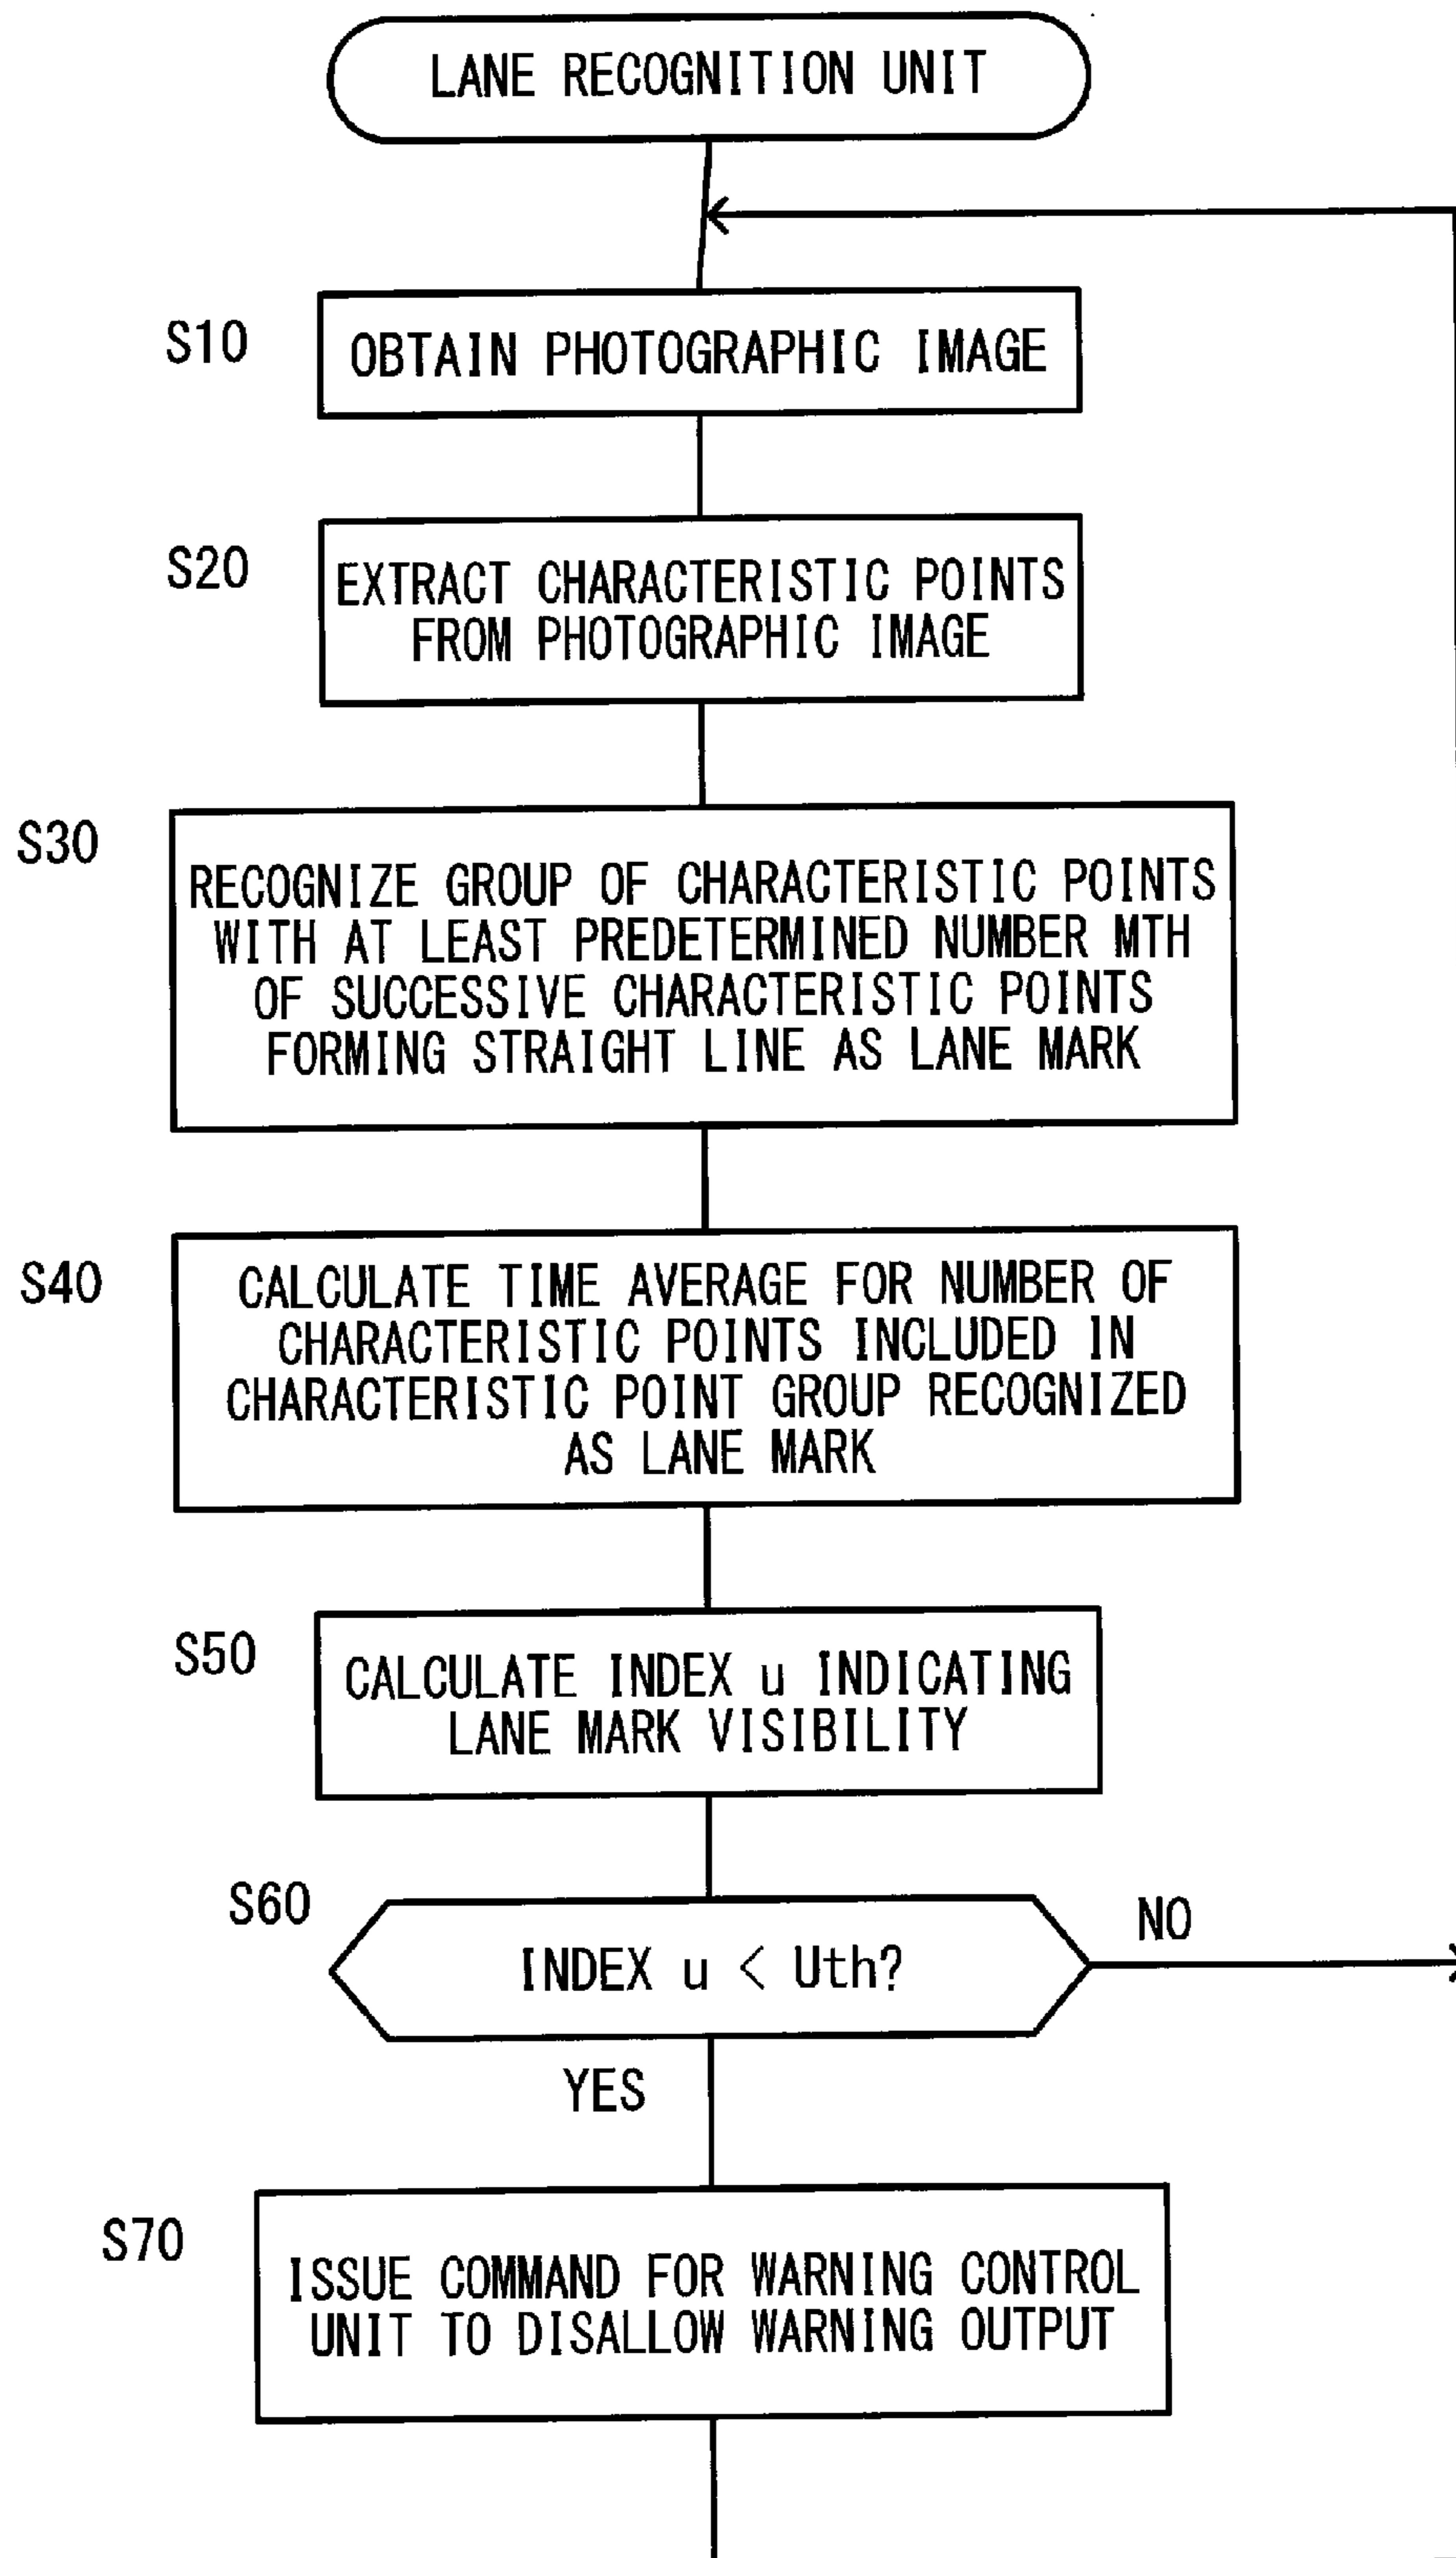 LANE RECOGNITION UNIT
S10
OBTAIN PHOTOGRAPHIC IMAGE
S20
EXTRACT CHARACTERISTIC POINTS
FROM PHOTOGRAPHIC IMAGE
S30
RECOGNIZE GROUP OF CHARACTERISTIC POINTS
WITH AT LEAST PREDETERMINED NUMBER MTH
OF SUCCESSIVE CHARACTERISTIC POINTS
FORMING STRAIGHT LINE AS LANE MARK
S40
CALCULATE TIME AVERAGE FOR NUMBER OF
CHARACTERISTIC POINTS INCLUDED IN
CHARACTERISTIC POINT GROUP RECOGNIZED
AS LANE MARK
S50
CALCULATE INDEX u INDICATING
LANE MARK VISIBILITY
S60
INDEX u < Uth?
NO
YES
S70
ISSUE COMMAND FOR WARNING CONTROL
UNIT TO DISALLOW WARNING OUTPUT